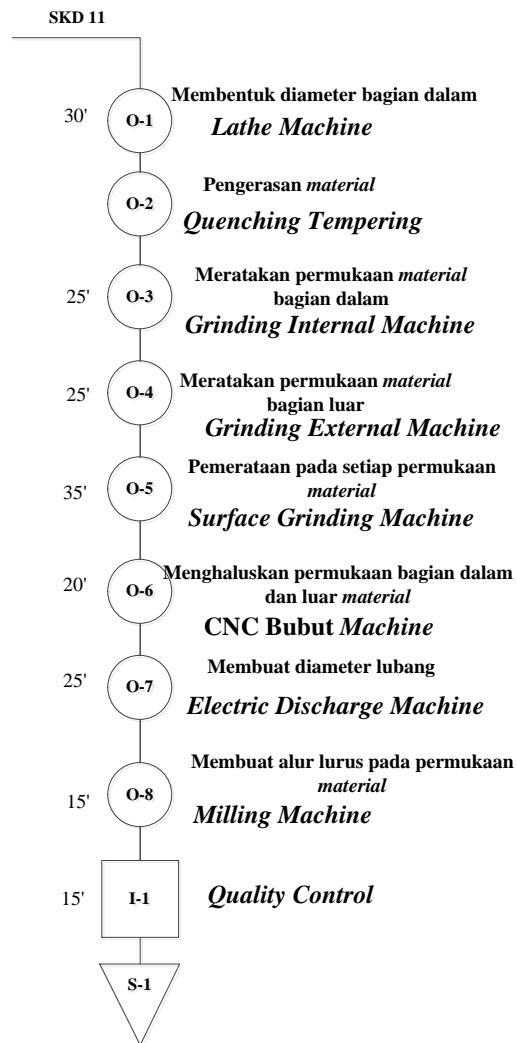 SKD 11
Membentuk diameter bagian dalam
30'
O-1
Lathe Machine
Pengerasan material
O-2
Quenching Tempering
Meratakan permukaan material
25'
O-3
bagian dalam
Grinding Internal Machine
Meratakan permukaan material
25'
O-4
bagian luar
Grinding External Machine
Pemerataan pada setiap permukaan
35'
O-5
material
Surface Grinding Machine
Menghaluskan permukaan bagian dalam
20'
O-6
dan luar material
CNC Bubut Machine
Membuat diameter lubang
25'
O-7
Electric Discharge Machine
Membuat alur lurus pada permukaan
material
15'
O-8
Milling Machine
15'
I-1
Quality Control
S-1